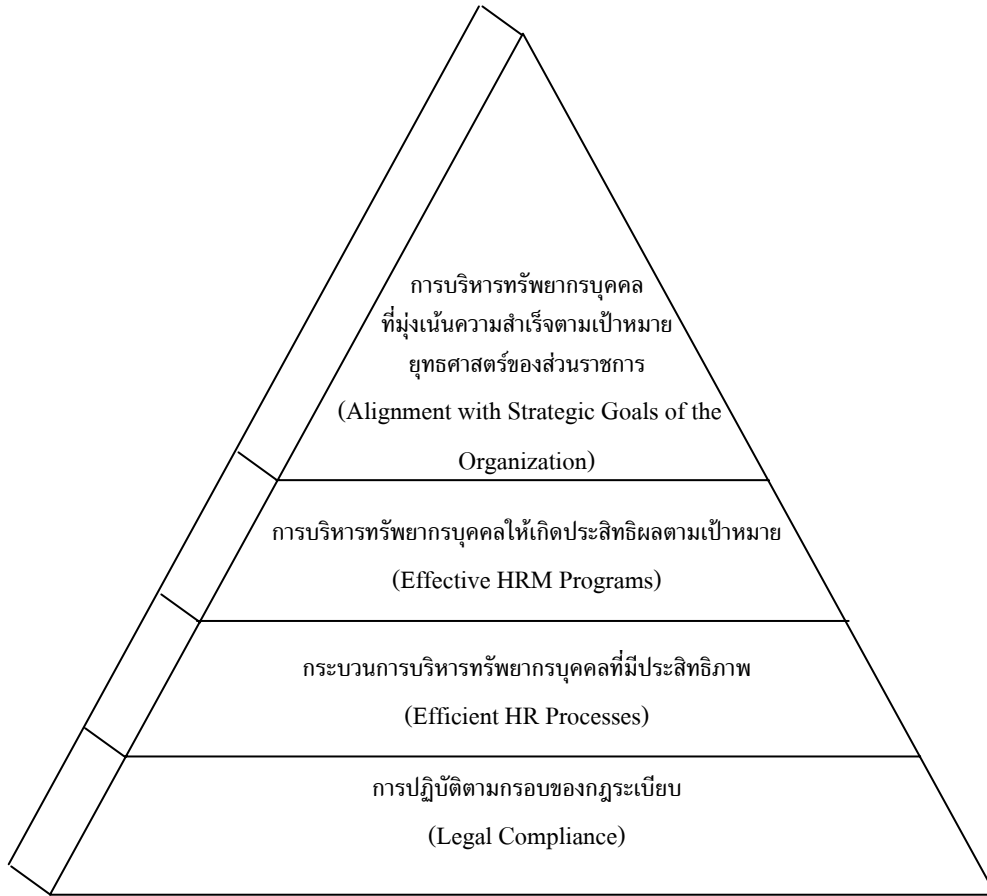 การบริหารทรัพยากรบุคคล
ที่มุ่งเน้นความสำเร็จตามเป้าหมาย
ยุทธศาสตร์ของส่วนราชการ
(Alignment with Strategic Goals of the
Organization)
การบริหารทรัพยากรบุคคลให้เกิดประสิทธิผลตามเป้าหมาย
(Effective HRM Programs)
กระบวนการบริหารทรัพยากรบุคคลที่มีประสิทธิภาพ
(Efficient HR Processes)
การปฏิบัติตามกรอบของกฎระเบียบ
(Legal Compliance)